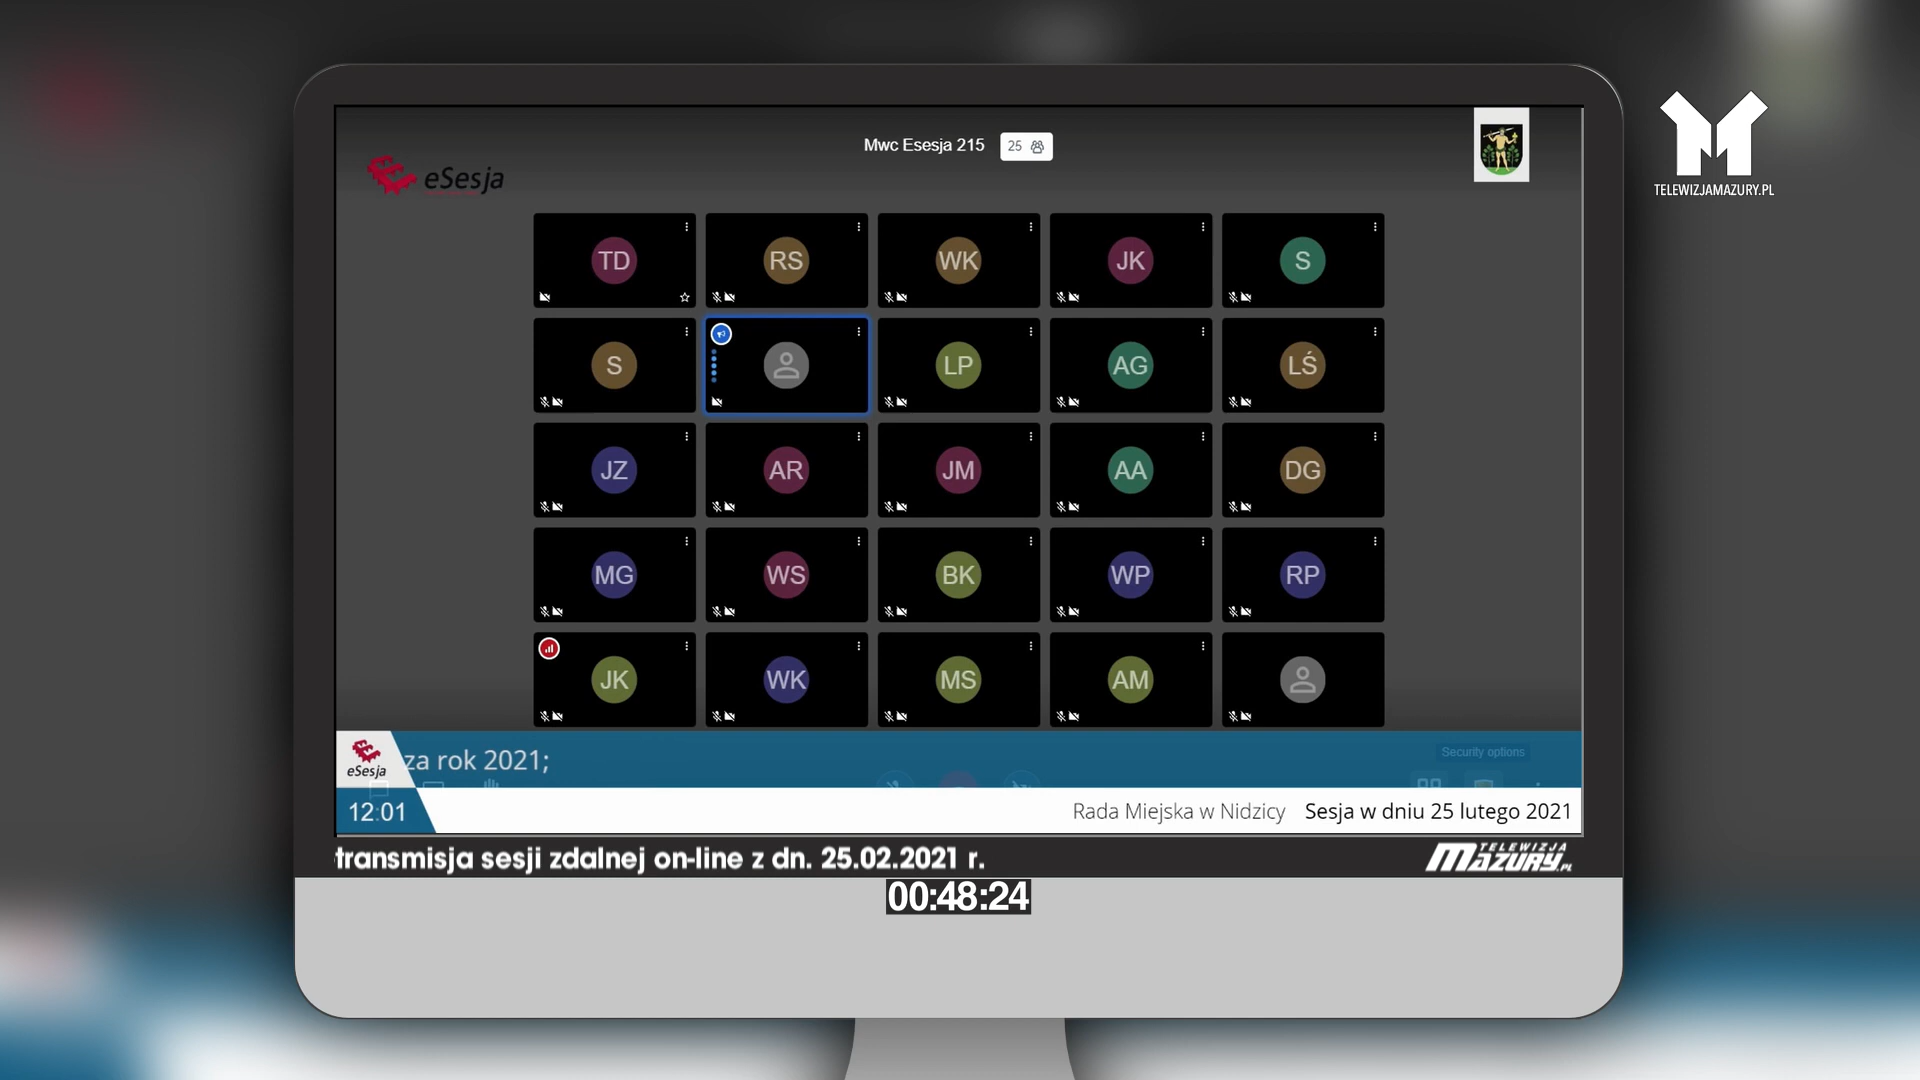 Mwc Esesja 215 25
eSesja
TELEWIZJAMAZURY.PL
TD RS WK JK S
S LP AG LŚ
JZ AR JM AA DG
MG WS BK WP RP
JK WK MS AM
eSesja za rok 2021;
Security options
12:01 Rada Miejska w Nidzicy Sesja w dniu 25 lutego 2021
transmisja sesji zdalnej on-line z dn. 25.02.2021 r.
TELEWIZJA
MAZURY.PL
00:48:24